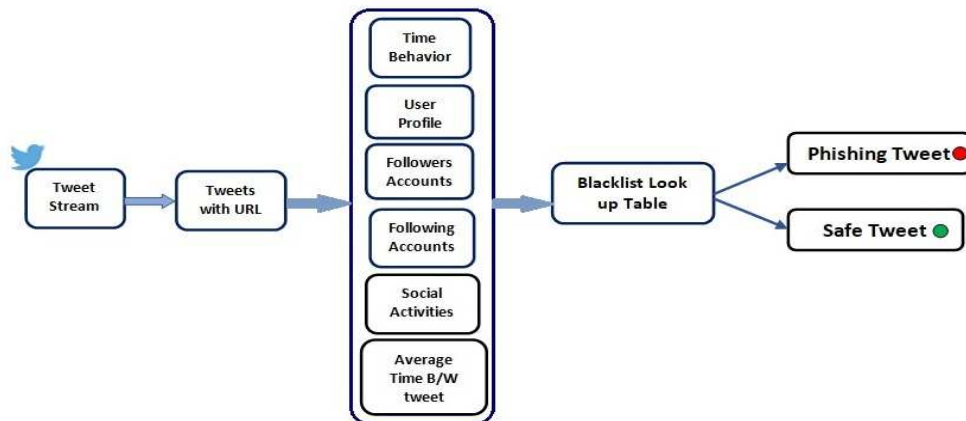 Tweet
Stream
Tweets
with URL
Time
Behavior
User
Profile
Followers
Accounts
Following
Accounts
Social
Activities
Average
Time B/W
tweet
Blacklist Look
up Table
Phishing Tweet
Safe Tweet